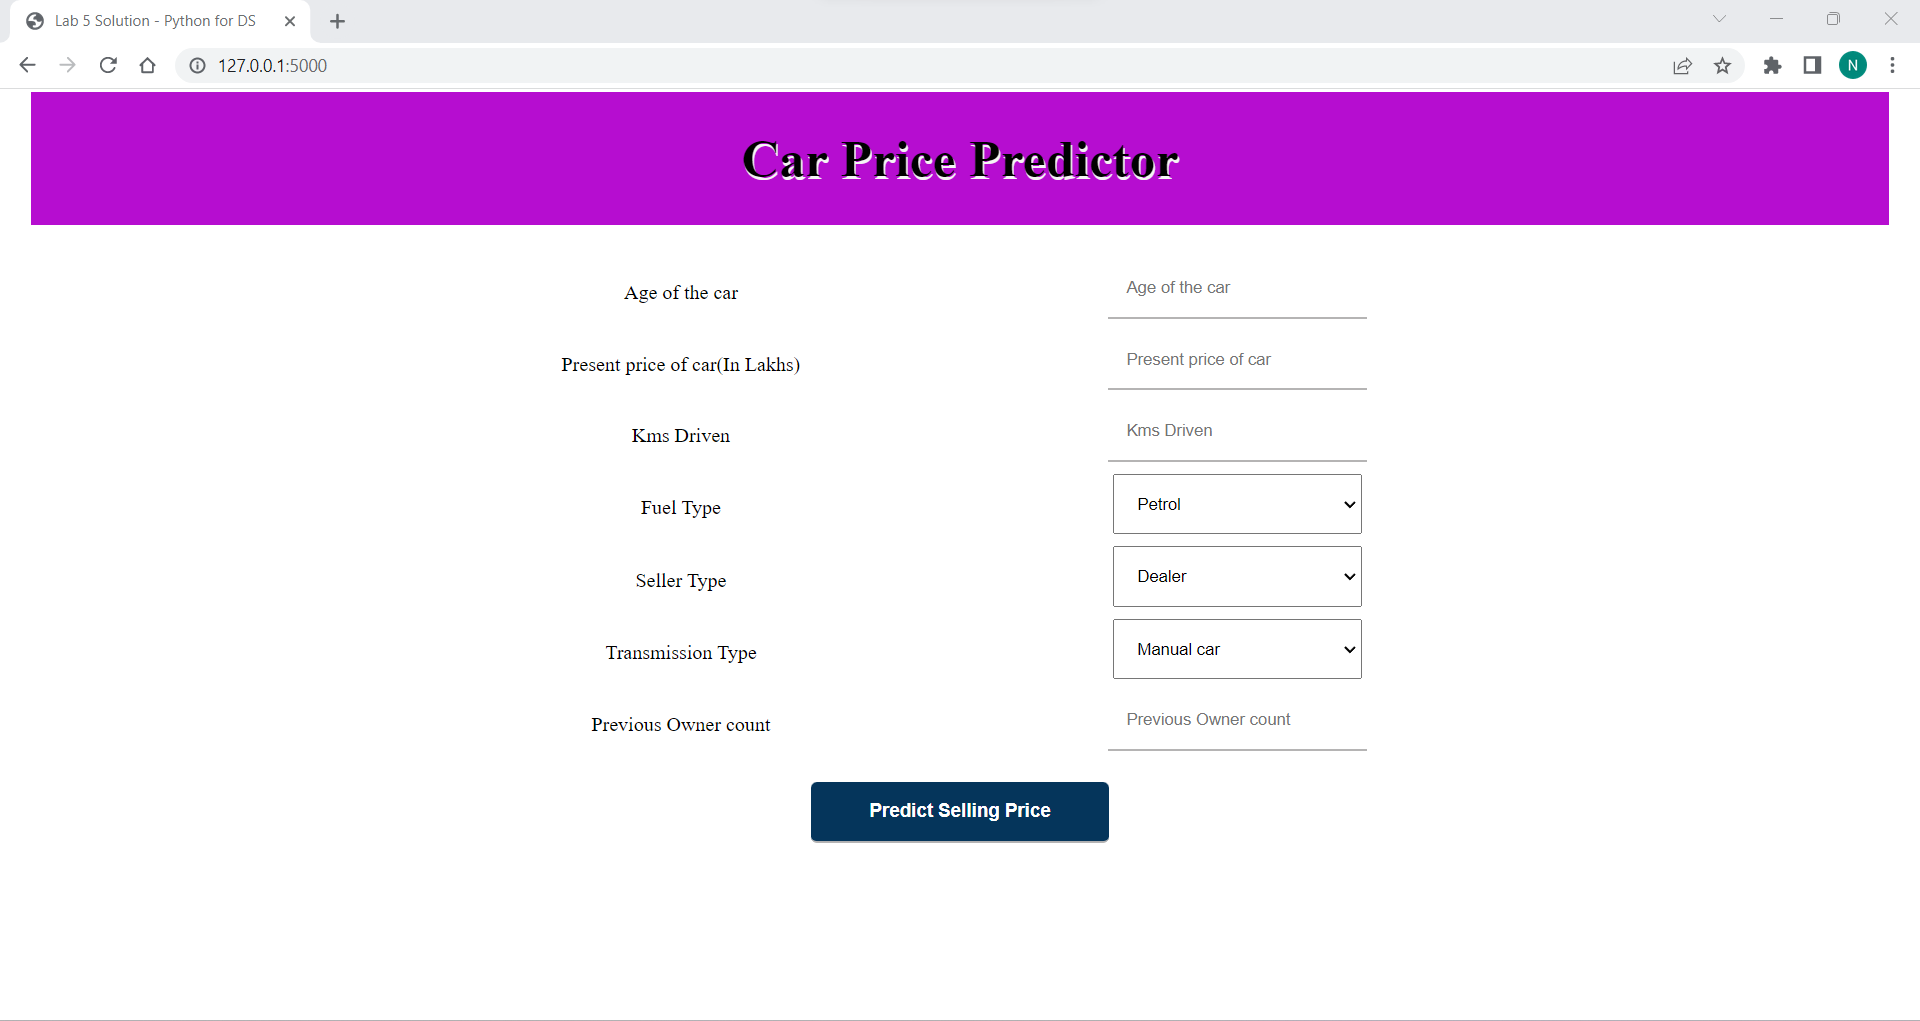 Lab 5 Solution - Python for DS
127.0.0.1:5000
N
Car Price Predictor
Age of the car
Age of the car
Present price of car(In Lakhs)
Present price of car
Kms Driven
Kms Driven
Fuel Type
Petrol
Seller Type
Dealer
Transmission Type
Manual car
Previous Owner count
Previous Owner count
Predict Selling Price